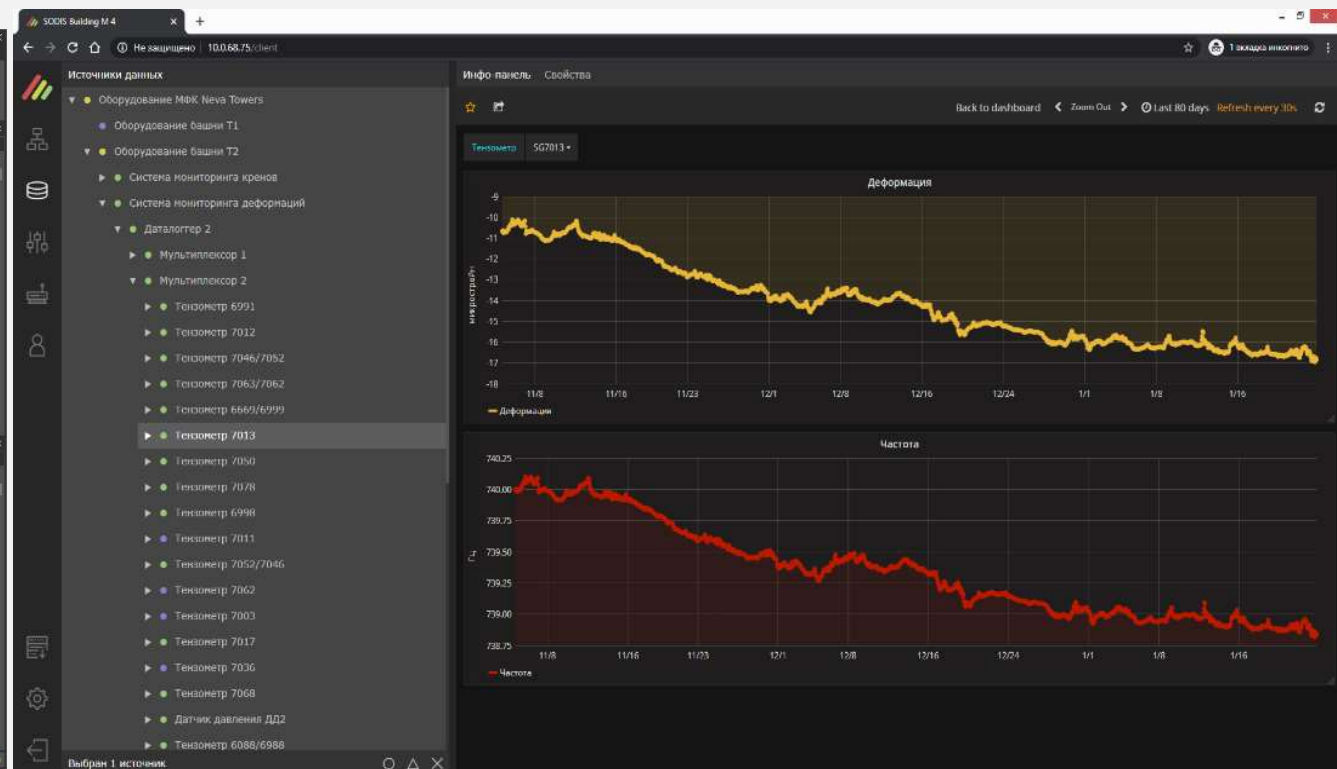 SODIS Building M 4
Не защищено 10.0.68.75/client
1 вкладка инкогнито
Источники данных
Оборудование МФК Neva Towers
Оборудование башни Т1
Оборудование башни Т2
Система мониторинга кренов
Система мониторинга деформаций
Даталоггер 2
Мультиплексор 1
Мультиплексор 2
Тензометр 6991
Тензометр 7012
Тензометр 7046/7052
Тензометр 7063/7062
Тензометр 6669/6999
Тензометр 7013
Тензометр 7050
Тензометр 7078
Тензометр 6998
Тензометр 7011
Тензометр 7052/7046
Тензометр 7062
Тензометр 7003
Тензометр 7017
Тензометр 7036
Тензометр 7068
Датчик давления ДД2
Тензометр 6088/6988
Выбран 1 источник
Инфо-панель Свойства
Back to dashboard Zoom Out Last 80 days Refresh every 30s
Тензометр SG7013
Деформация
-9
-10
-11
-12
-13
-14
-15
-16
-17
-18
микрострейн
11/8 11/16 11/23 12/1 12/8 12/16 12/24 1/1 1/8 1/16
Деформация
Частота
740.25
740.00
739.75
739.50
739.25
739.00
738.75
Гц
11/8 11/16 11/23 12/1 12/8 12/16 12/24 1/1 1/8 1/16
Частота